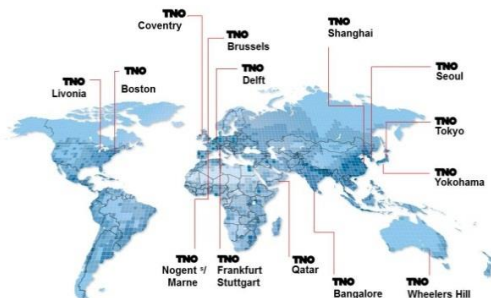 TNO
Coventry
TNO
Brussels
TNO
Shanghai
TNO
Livonia
TNO
Boston
TNO
Delft
TNO
Seoul
TNO
Tokyo
TNO
Yokohama
TNO
Nogent s/
Marne
TNO
Frankfurt
Stuttgart
TNO
Qatar
TNO
Bangalore
TNO
Wheelers Hill